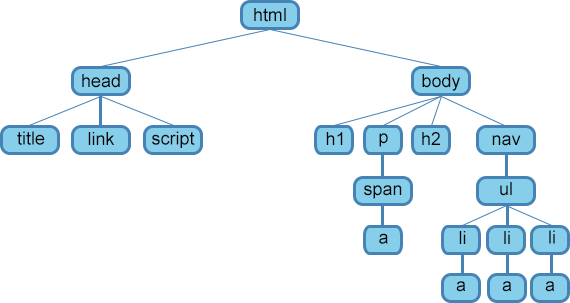 html
head body
title link script h1 p h2 nav
span ul
a li li li
a a a